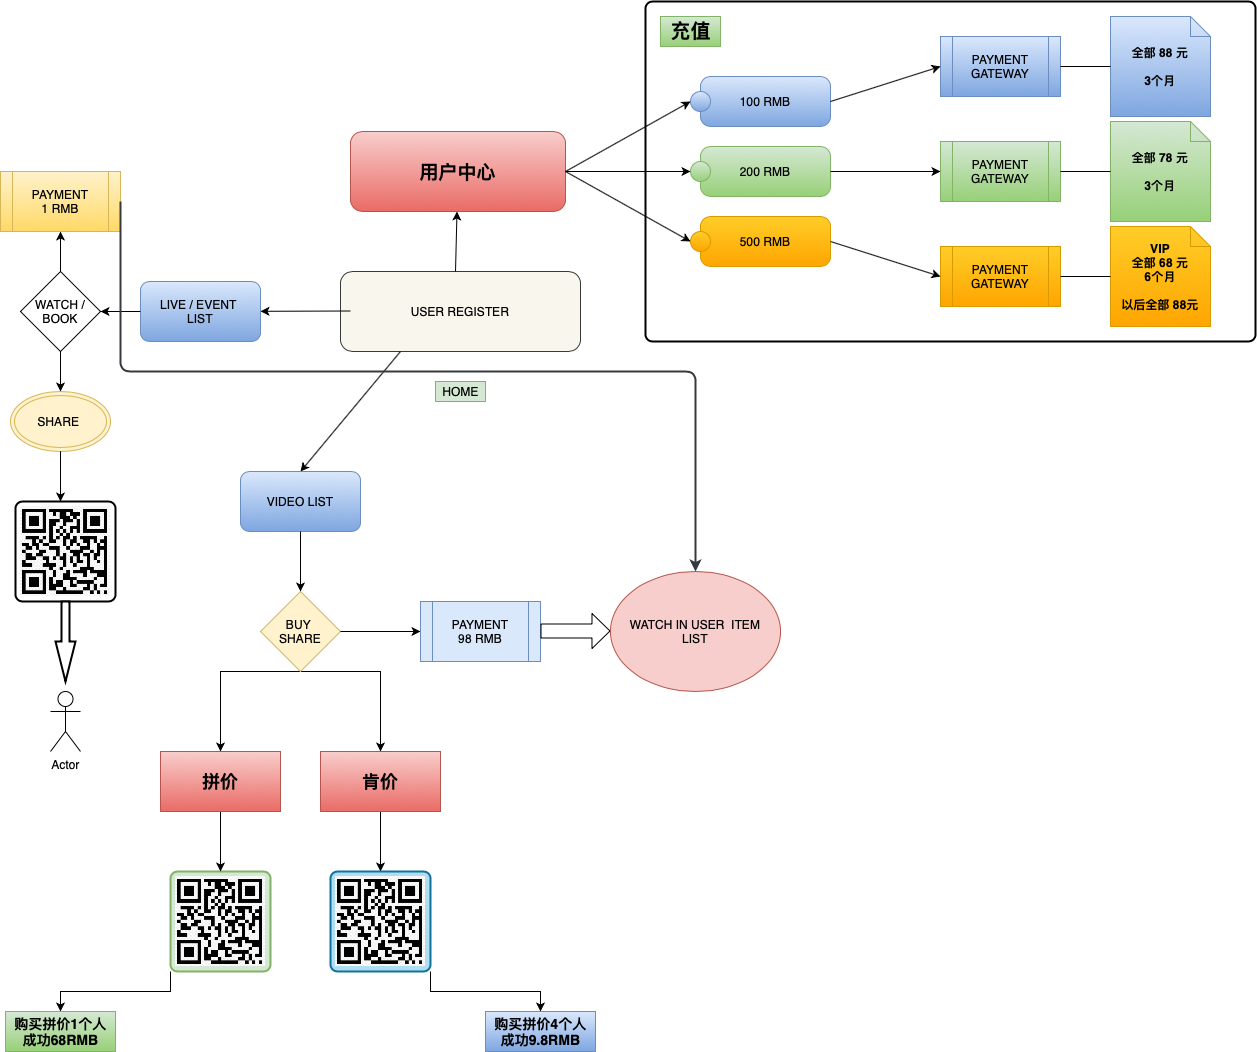 充值
100 RMB
PAYMENT
GATEWAY
全部 88 元
3个月
200 RMB
PAYMENT
GATEWAY
全部 78 元
3个月
500 RMB
PAYMENT
GATEWAY
VIP
全部 68 元
6个月
以后全部 88元
用户中心
PAYMENT
1 RMB
WATCH /
BOOK
LIVE / EVENT
LIST
USER REGISTER
HOME
SHARE
Actor
VIDEO LIST
BUY
SHARE
PAYMENT
98 RMB
WATCH IN USER ITEM
LIST
拼价
肯价
购买拼价1个人
成功68RMB
购买拼价4个人
成功9.8RMB